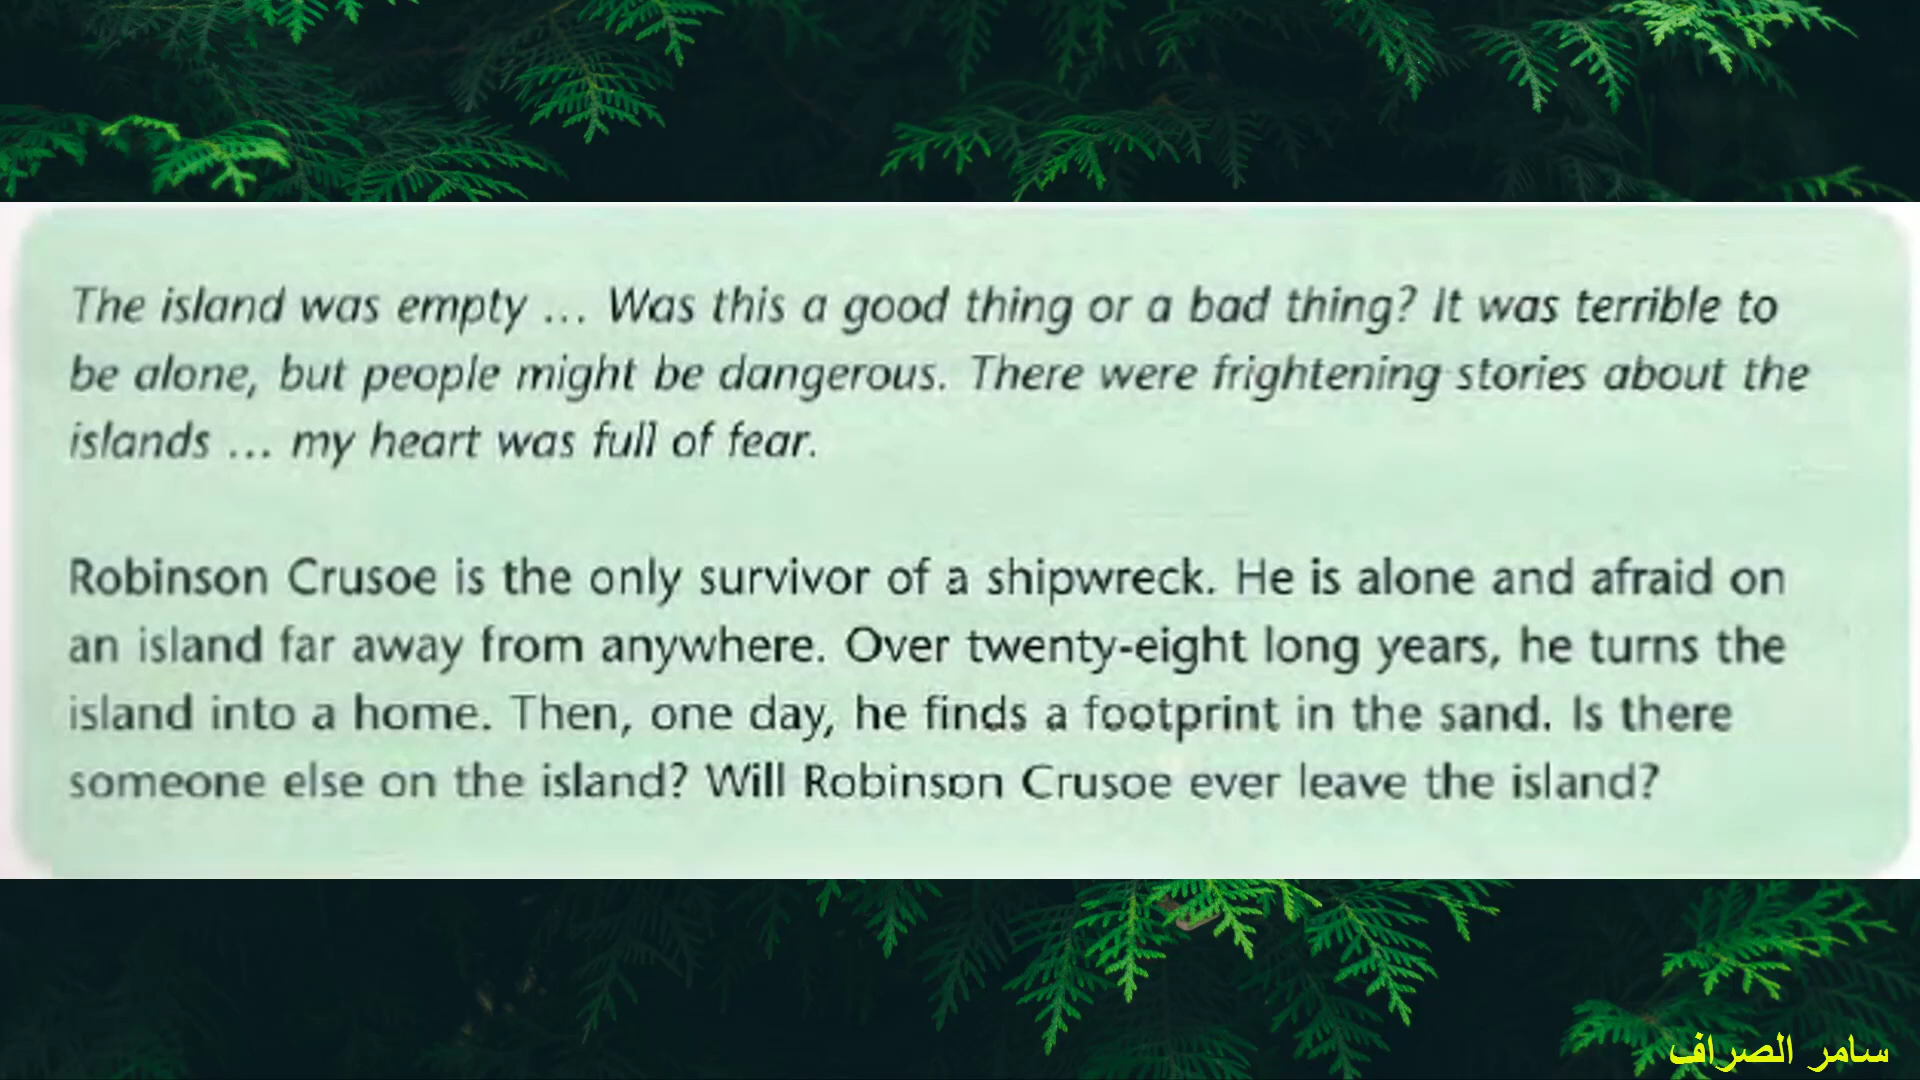 The island was empty ... Was this a good thing or a bad thing? It was terrible to
be alone, but people might be dangerous. There were frightening stories about the
islands ... my heart was full of fear.
Robinson Crusoe is the only survivor of a shipwreck. He is alone and afraid on
an island far away from anywhere. Over twenty-eight long years, he turns the
island into a home. Then, one day, he finds a footprint in the sand. Is there
someone else on the island? Will Robinson Crusoe ever leave the island?
سامر الصراف